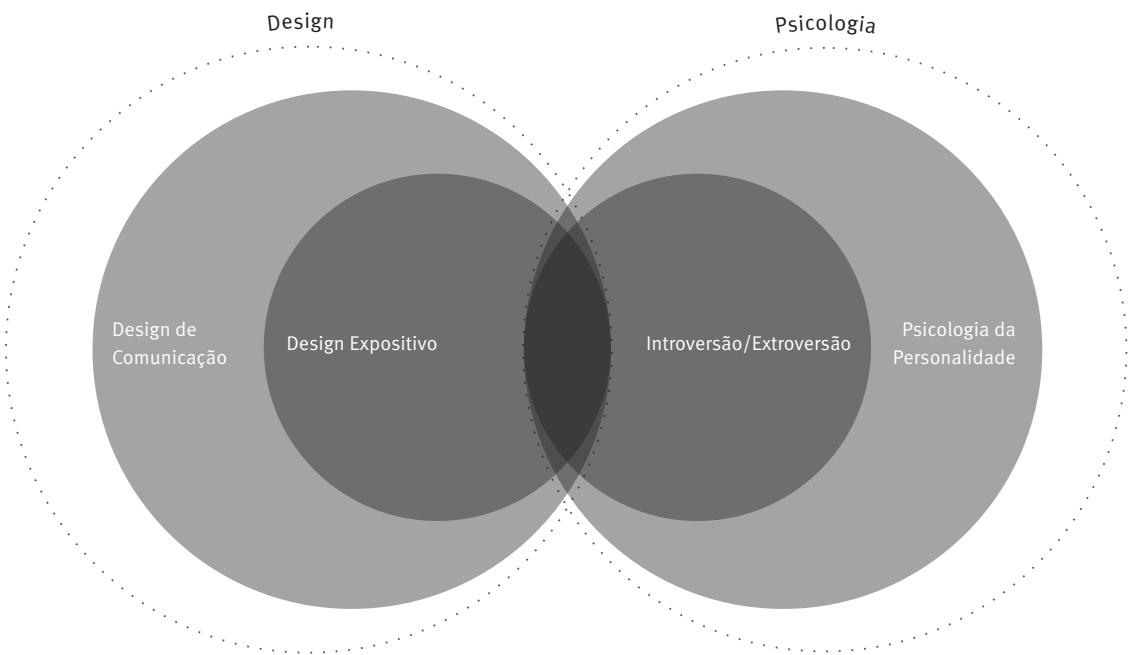 Design
Psicologia
Design de
Comunicação
Design Expositivo
Introversão/Extroversão
Psicologia da
Personalidade